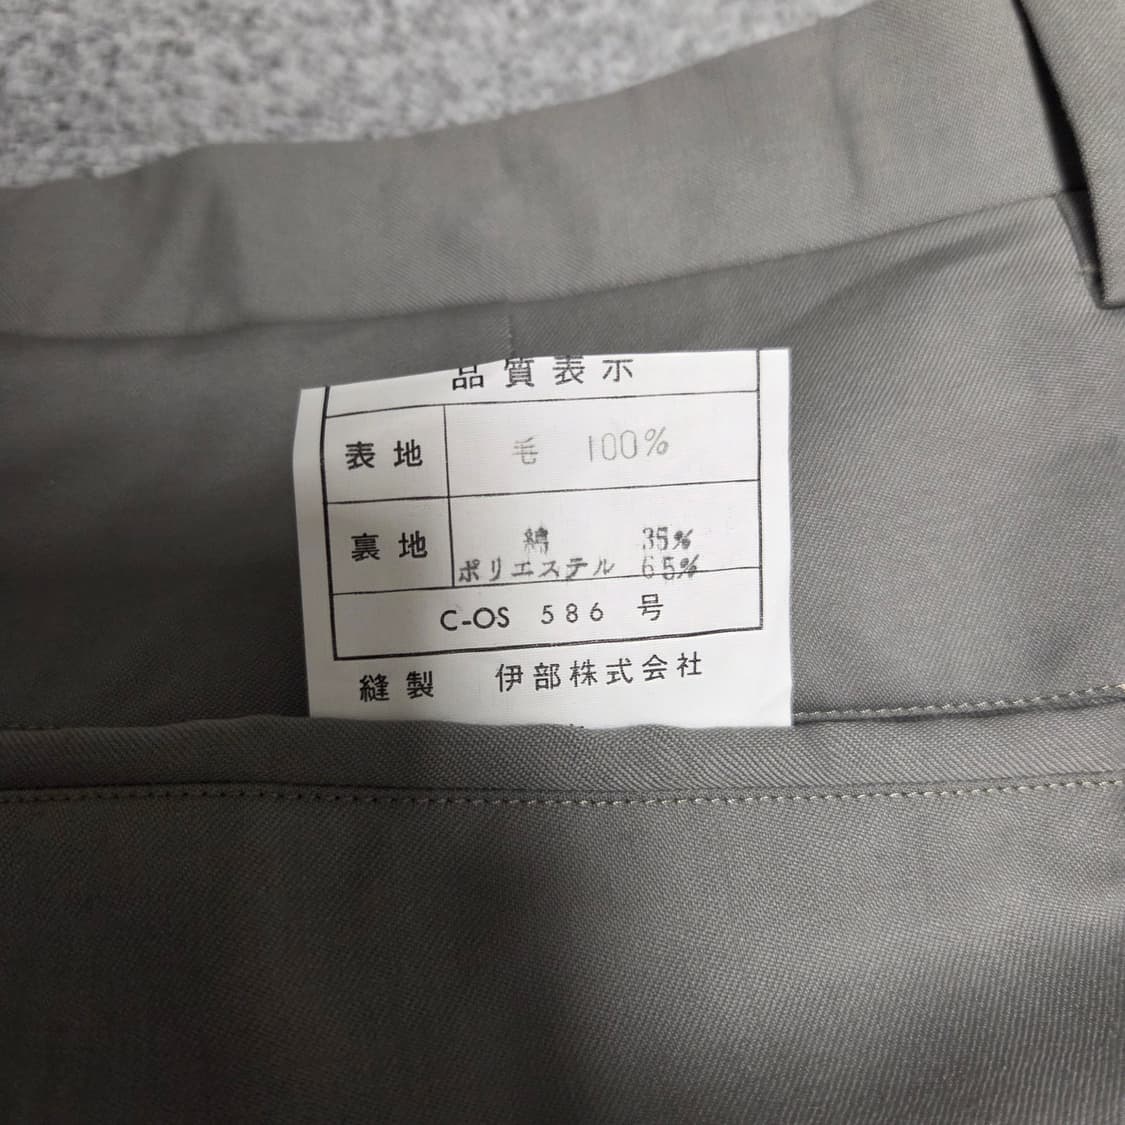 品質表示
表地 毛 100%
裏地 綿 35%
ポリエステル 65%
C-OS 586 号
縫製 伊部株式会社